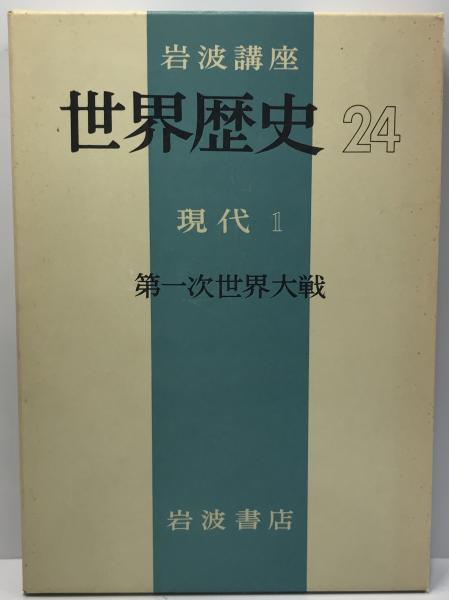 岩波講座
世界歴史 24
現代 1
第一次世界大戦
岩波書店